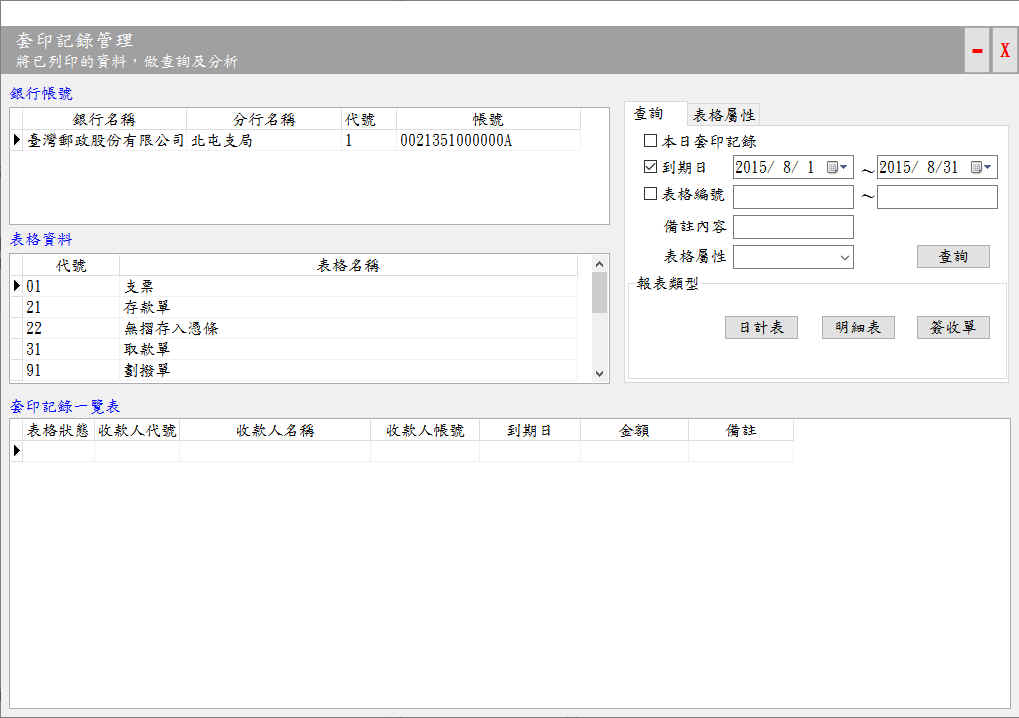 套印記錄管理
將已列印的資料，做查詢及分析
X
銀行帳號
銀行名稱 分行名稱 代號 帳號
臺灣郵政股份有限公司 北屯支局 1 0021351000000A
表格資料
代號 表格名稱
01 支票
21 存款單
22 無摺存入憑條
31 取款單
91 劃撥單
查詢 表格屬性
本日套印記錄
到期日 2015/ 8/ 1 ～ 2015/ 8/31
表格編號 ～
備註內容
表格屬性 查詢
報表類型
日計表 明細表 簽收單
套印記錄一覽表
表格狀態 收款人代號 收款人名稱 收款人帳號 到期日 金額 備註